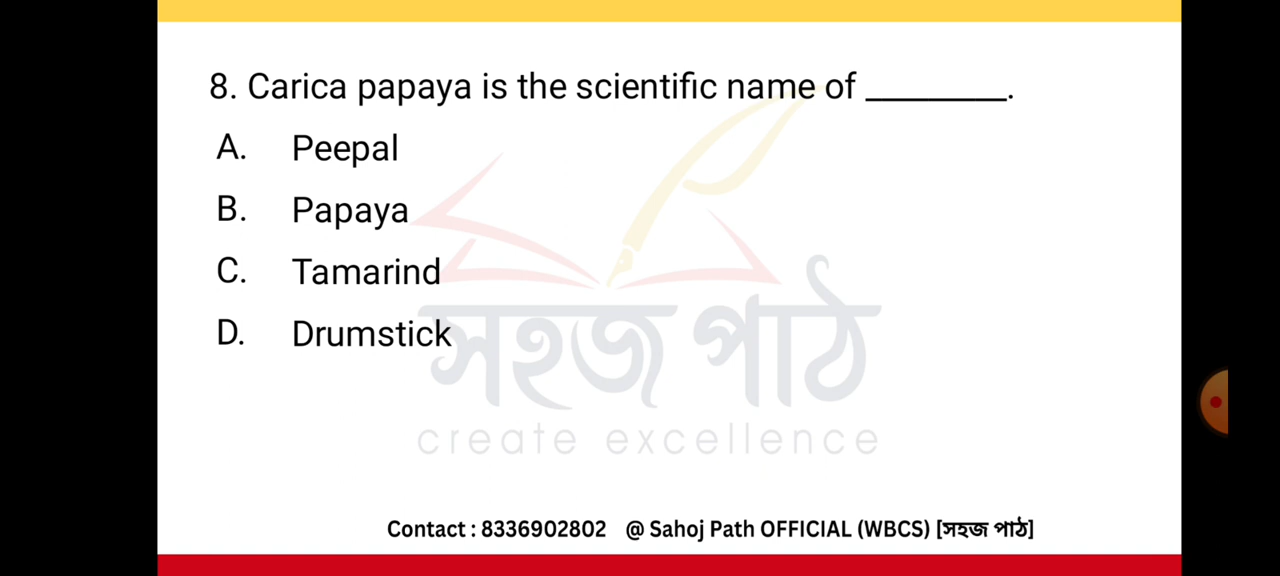 8. Carica papaya is the scientific name of ________.
A. Peepal
B. Papaya
C. Tamarind
D. Drumstick
সহজ পাঠ
create excellence
Contact : 8336902802 @ Sahoj Path OFFICIAL (WBCS) [সহজ পাঠ]